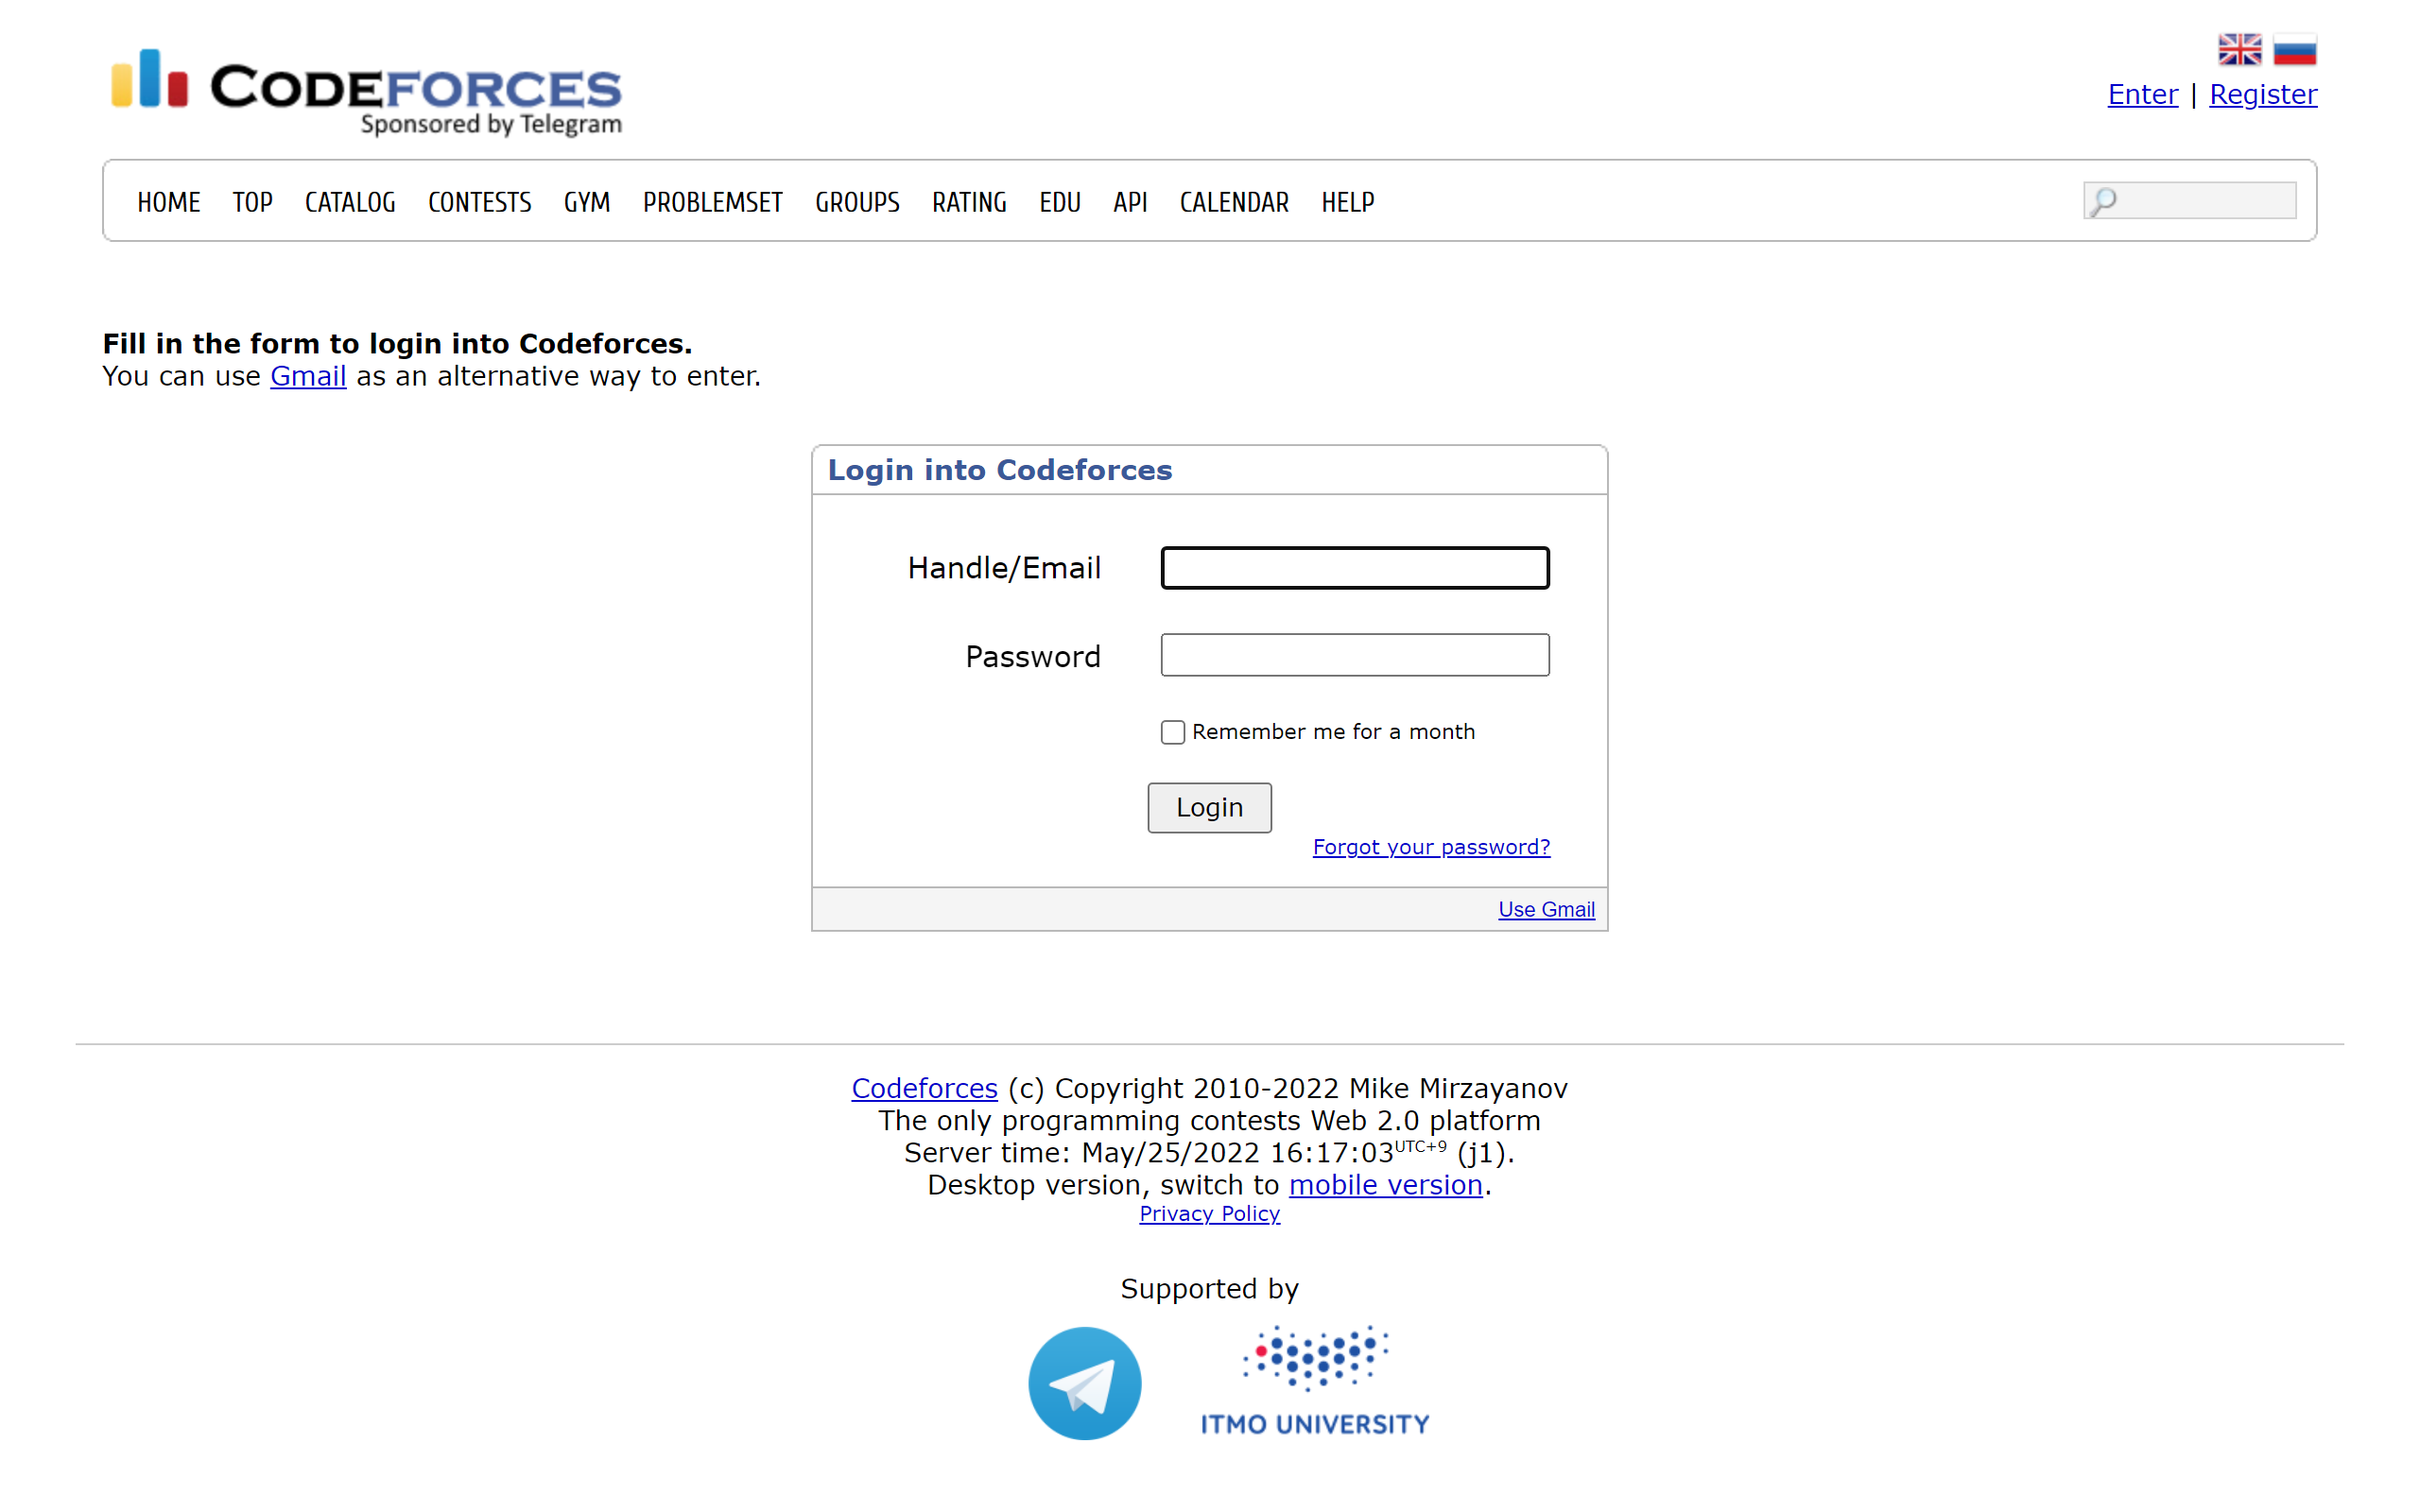 CODEFORCES
Sponsored by Telegram
Enter | Register
HOME TOP CATALOG CONTESTS GYM PROBLEMSET GROUPS RATING EDU API CALENDAR HELP
Fill in the form to login into Codeforces.
You can use Gmail as an alternative way to enter.
Login into Codeforces
Handle/Email
Password
Remember me for a month
Login
Forgot your password?
Use Gmail
Codeforces (c) Copyright 2010-2022 Mike Mirzayanov
The only programming contests Web 2.0 platform
Server time: May/25/2022 16:17:03UTC+9 (j1).
Desktop version, switch to mobile version.
Privacy Policy
Supported by
ITMO UNIVERSITY